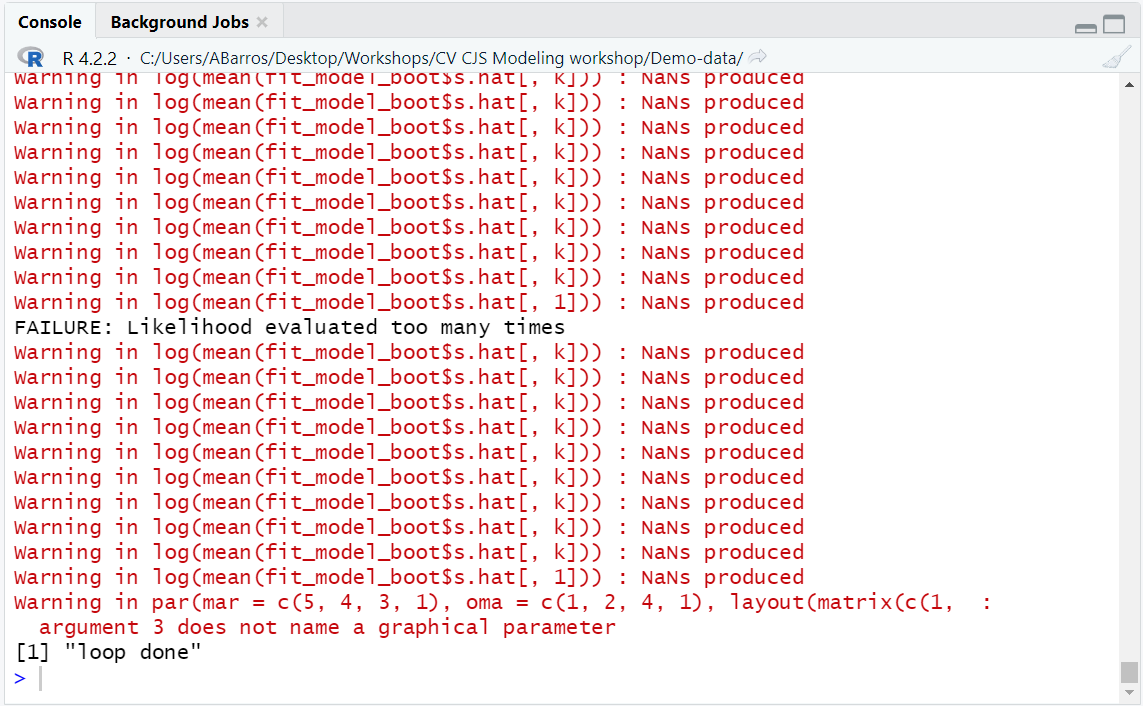 Console Background Jobs
R R 4.2.2 · C:/Users/ABarros/Desktop/Workshops/CV CJS Modeling workshop/Demo-data/
Warning in log(mean(fit_model_boot$s.hat[, k])) : NaNs produced
Warning in log(mean(fit_model_boot$s.hat[, k])) : NaNs produced
Warning in log(mean(fit_model_boot$s.hat[, k])) : NaNs produced
Warning in log(mean(fit_model_boot$s.hat[, k])) : NaNs produced
Warning in log(mean(fit_model_boot$s.hat[, k])) : NaNs produced
Warning in log(mean(fit_model_boot$s.hat[, k])) : NaNs produced
Warning in log(mean(fit_model_boot$s.hat[, k])) : NaNs produced
Warning in log(mean(fit_model_boot$s.hat[, k])) : NaNs produced
Warning in log(mean(fit_model_boot$s.hat[, k])) : NaNs produced
Warning in log(mean(fit_model_boot$s.hat[, 1])) : NaNs produced
FAILURE: Likelihood evaluated too many times
Warning in log(mean(fit_model_boot$s.hat[, k])) : NaNs produced
Warning in log(mean(fit_model_boot$s.hat[, k])) : NaNs produced
Warning in log(mean(fit_model_boot$s.hat[, k])) : NaNs produced
Warning in log(mean(fit_model_boot$s.hat[, k])) : NaNs produced
Warning in log(mean(fit_model_boot$s.hat[, k])) : NaNs produced
Warning in log(mean(fit_model_boot$s.hat[, k])) : NaNs produced
Warning in log(mean(fit_model_boot$s.hat[, k])) : NaNs produced
Warning in log(mean(fit_model_boot$s.hat[, k])) : NaNs produced
Warning in log(mean(fit_model_boot$s.hat[, k])) : NaNs produced
Warning in log(mean(fit_model_boot$s.hat[, 1])) : NaNs produced
Warning in par(mar = c(5, 4, 3, 1), oma = c(1, 2, 4, 1), layout(matrix(c(1,  :
  argument 3 does not name a graphical parameter
[1] "loop done"
>